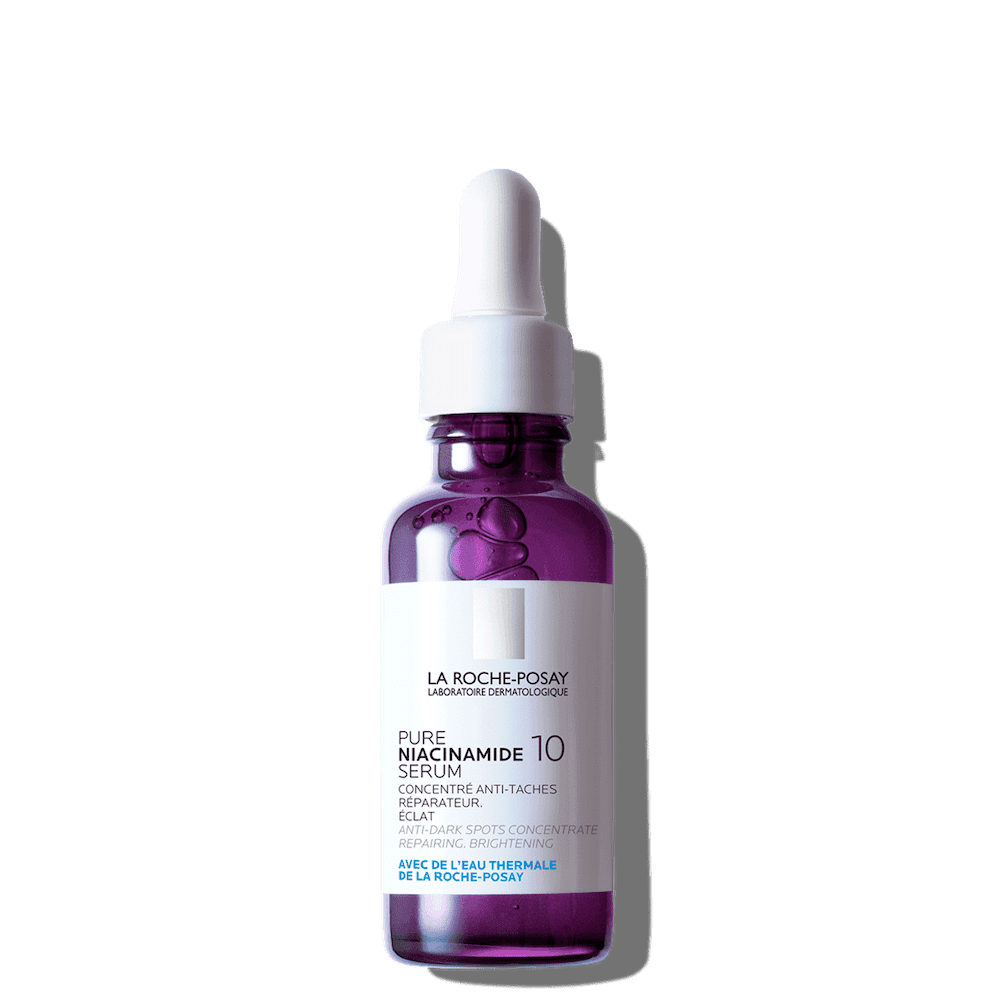 LA ROCHE-POSAY
LABORATOIRE DERMATOLOGIQUE
PURE
NIACINAMIDE 10
SERUM
CONCENTRÉ ANTI-TACHES
RÉPARATEUR.
ÉCLAT
ANTI-DARK SPOTS CONCENTRATE
REPAIRING. BRIGHTENING
AVEC DE L'EAU THERMALE
DE LA ROCHE-POSAY